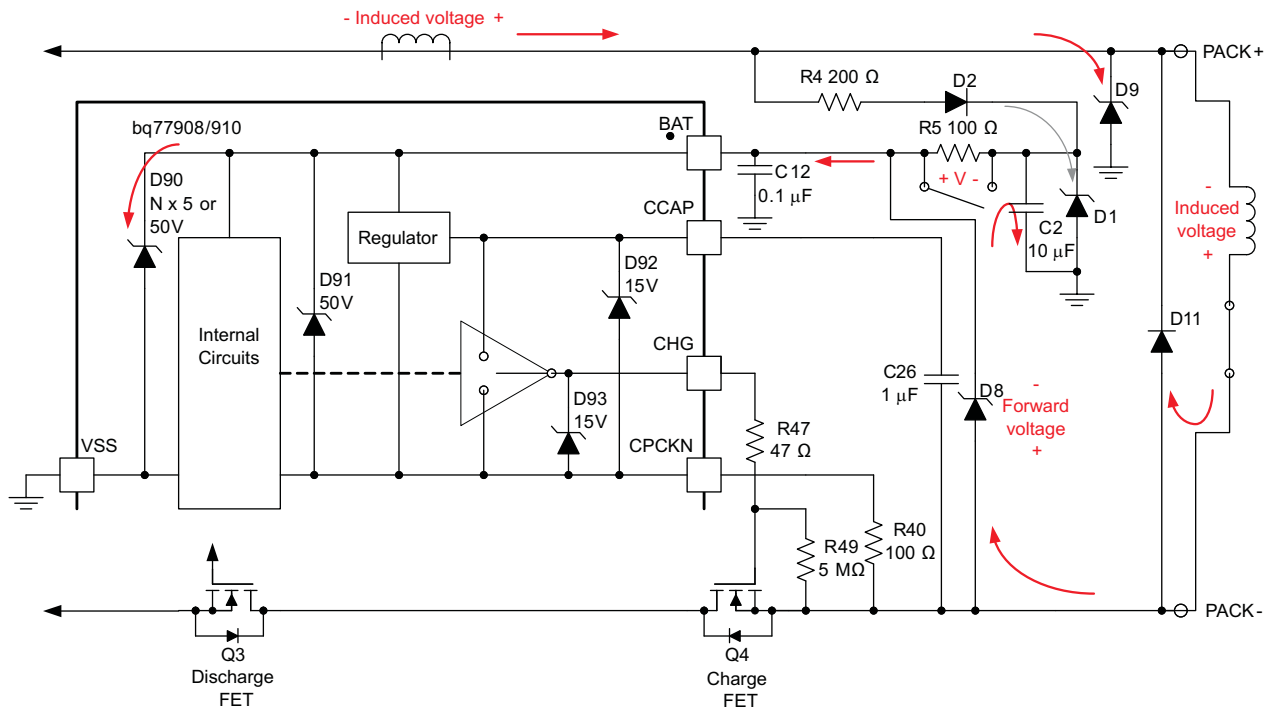 - Induced voltage +
PACK+
R4 200 Ω
D2
D9
bq77908/910
BAT
R5 100 Ω
D90
N x 5 or
50V
C12
0.1 μF
+ V -
-
Induced
voltage
+
CCAP
D1
C2
10 μF
Regulator
D91
50V
D92
15V
Internal
Circuits
D11
CHG
C26
1 μF
D8
-
Forward
voltage
+
D93
15V
R47
47 Ω
VSS
CPCKN
R49
5 MΩ
R40
100 Ω
PACK-
Q3
Discharge
FET
Q4
Charge
FET